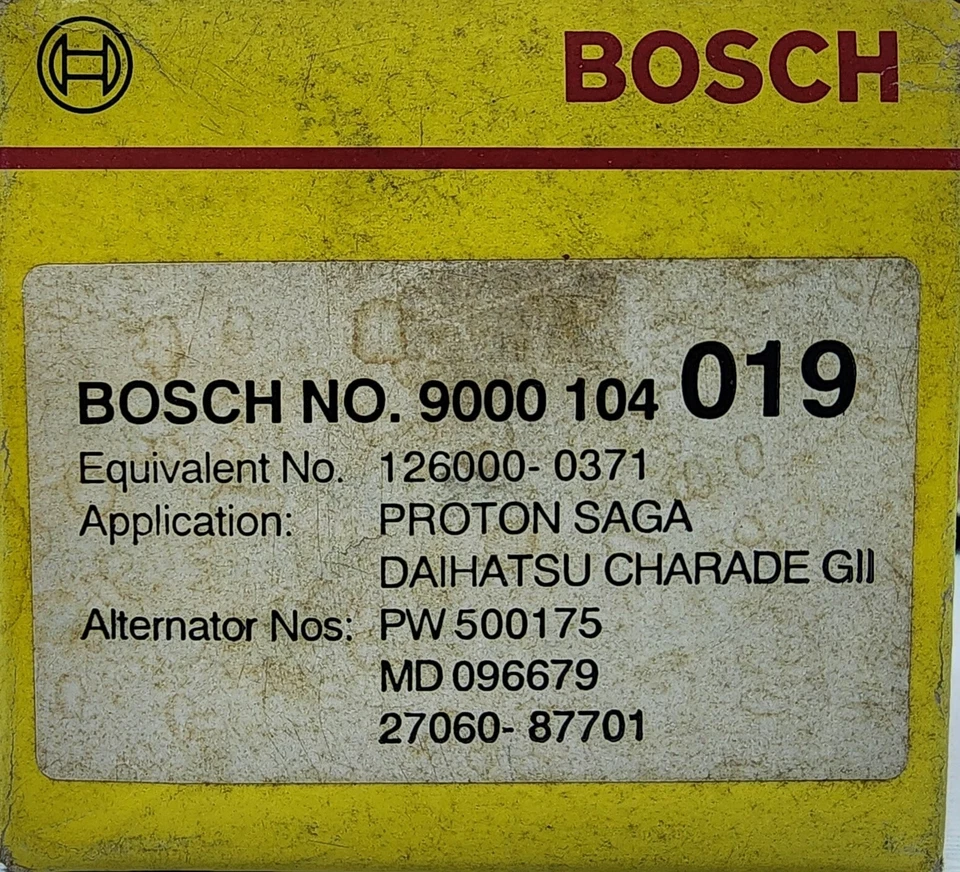 BOSCH
BOSCH NO. 9000 104 019
Equivalent No. 126000-0371
Application: PROTON SAGA
DAIHATSU CHARADE GII
Alternator Nos: PW 500175
MD 096679
27060-87701